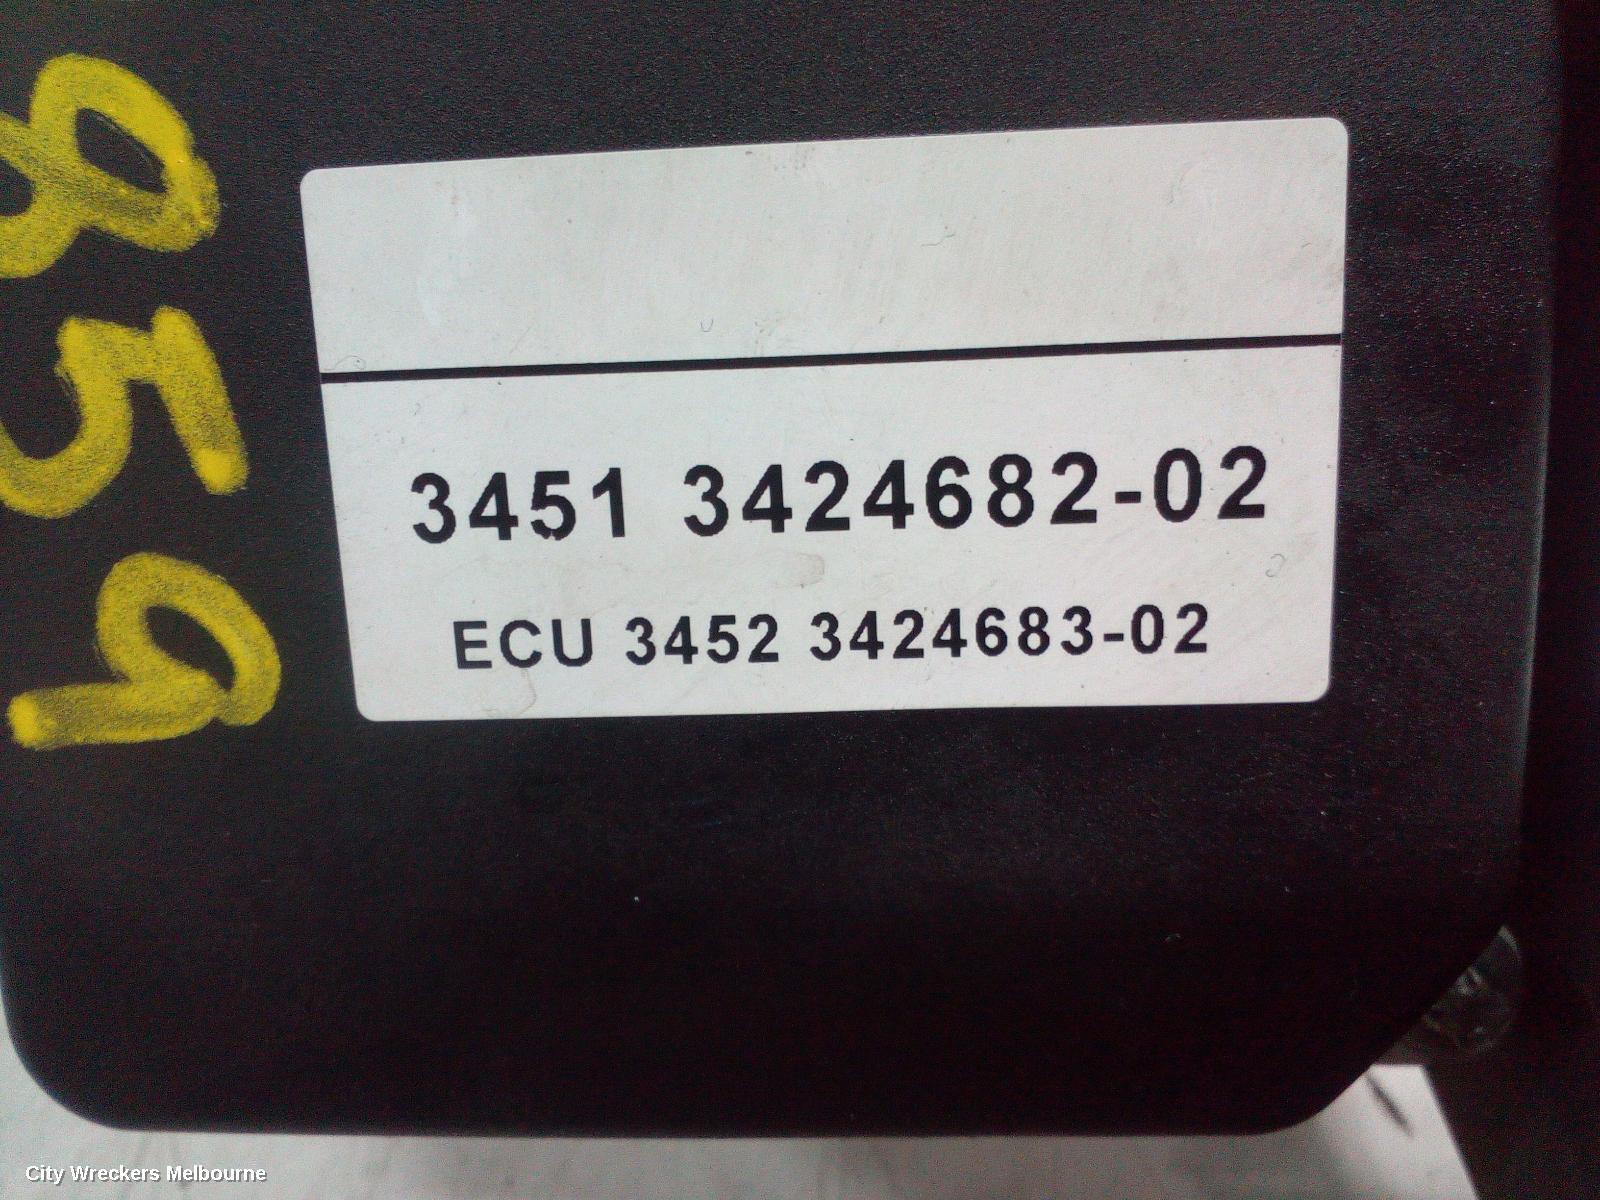 859
3451 3424682-02
ECU 3452 3424683-02
City Wreckers Melbourne